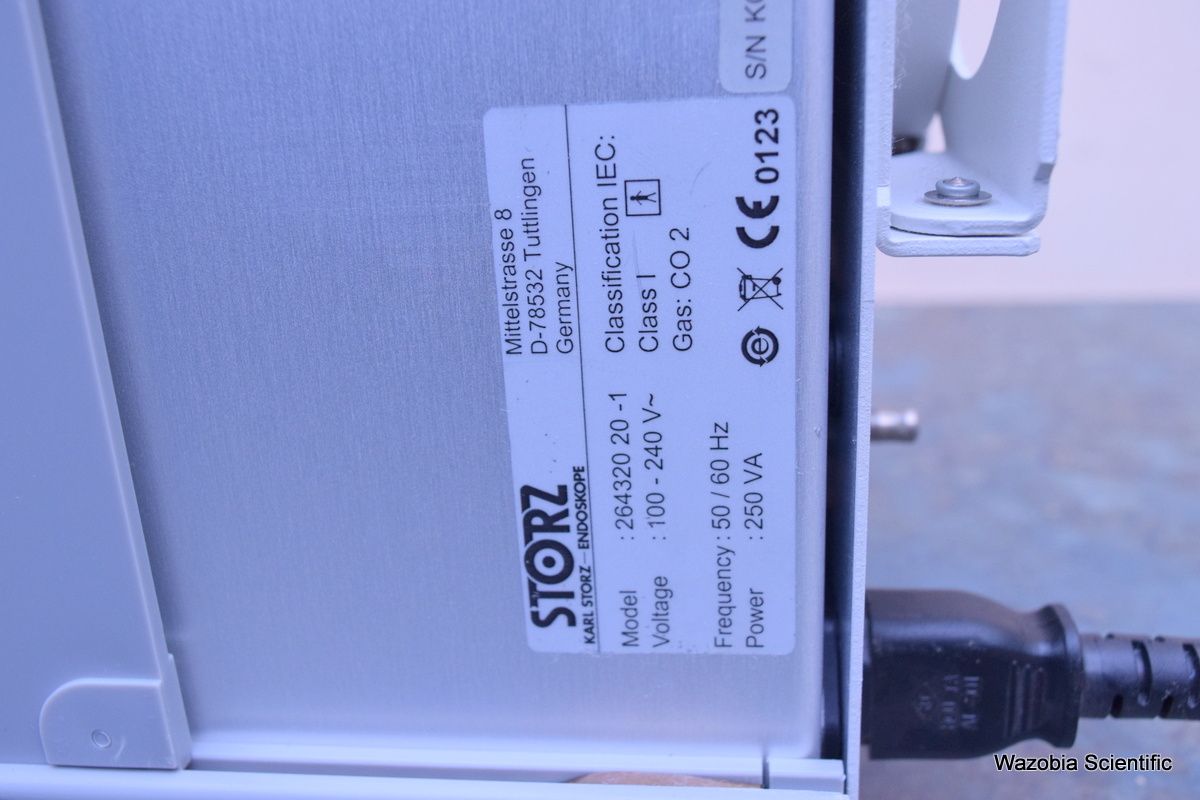 S/N
STORZ
KARL STORZ – ENDOSKOPE
Mittelstrasse 8
D-78532 Tuttlingen
Germany
Model : 264320 20 -1
Voltage : 100 - 240 V~
Frequency : 50 / 60 Hz
Power : 250 VA
Classification IEC:
Class I
Gas: CO 2
e
CE 0123
Wazobia Scientific